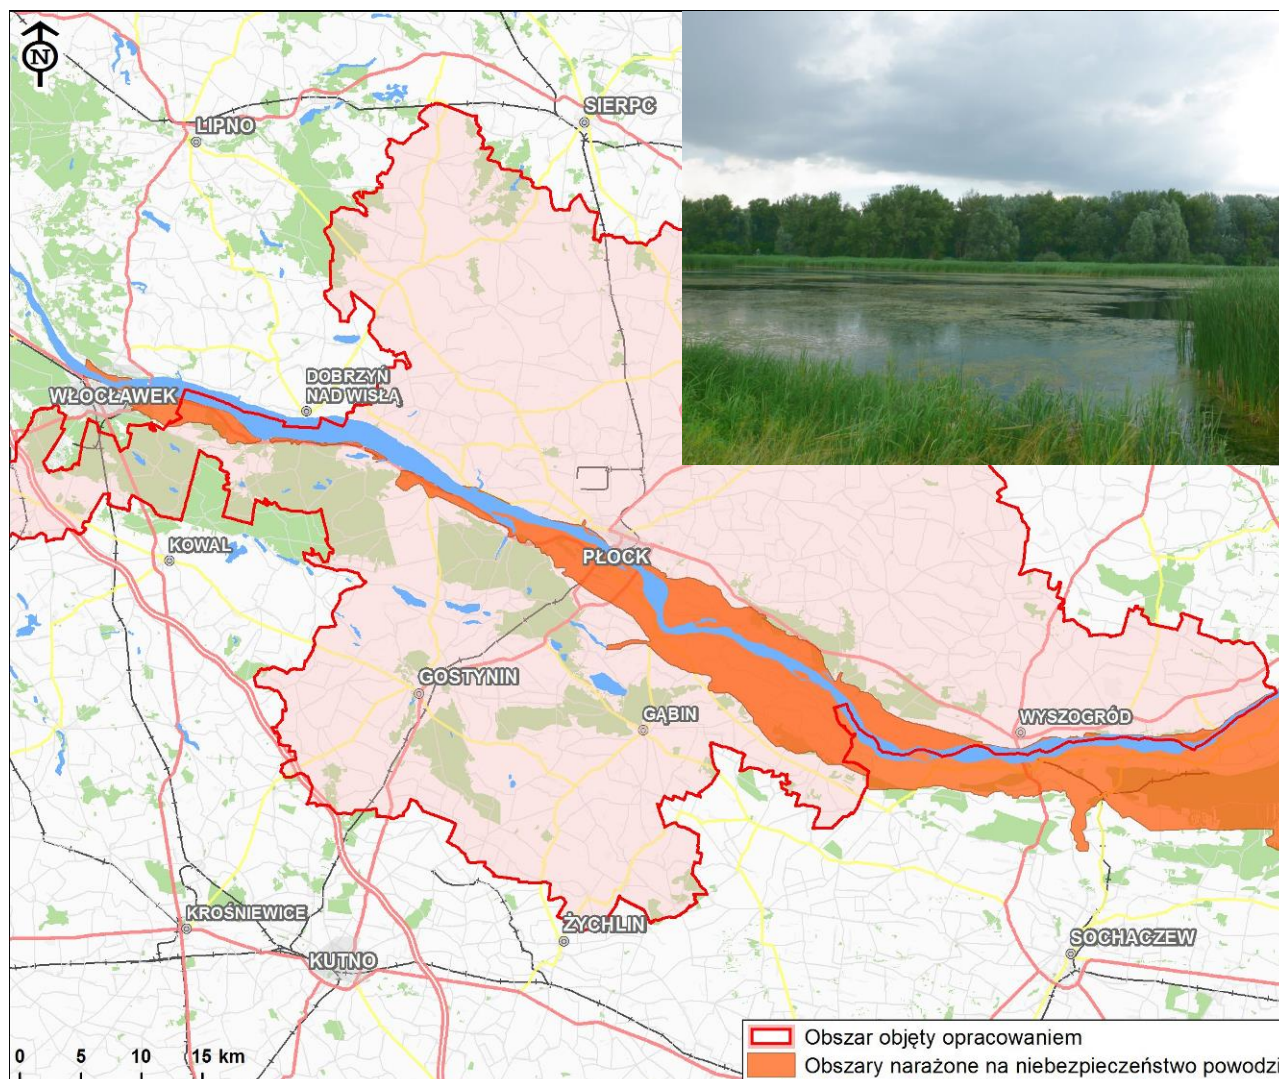 N
SIERPC
LIPNO
DOBRZYŃ
NAD WISŁĄ
WŁOCŁAWEK
KOWAL
PŁOCK
GOSTYNIN
GĄBIN
WYSZOGRÓD
KROŚNIEWICE
ŻYCHLIN
SOCHACZEW
KUTNO
Obszar objęty opracowaniem
Obszary narażone na niebezpieczeństwo powodzi
0 5 10 15 km